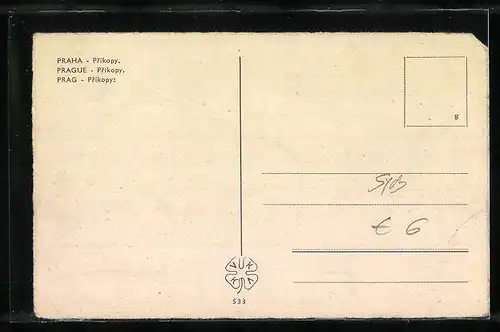 PRAHA - Příkopy.
PRAGUE - Příkopy.
PRAG - Příkopy:
8
€ 6
533